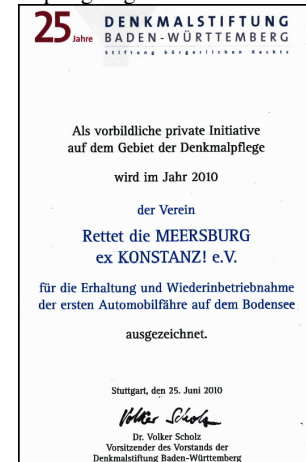 25 Jahre DENKMALSTIFTUNG
BADEN-WÜRTTEMBERG
Stiftung bürgerlichen Rechts
Als vorbildliche private Initiative
auf dem Gebiet der Denkmalpflege
wird im Jahr 2010
der Verein
Rettet die MEERSBURG
ex KONSTANZ! e.V.
für die Erhaltung und Wiederinbetriebnahme
der ersten Automobilfähre auf dem Bodensee
ausgezeichnet.
Stuttgart, den 25. Juni 2010
Volker Scholz
Dr. Volker Scholz
Vorsitzender des Vorstands der
Denkmalstiftung Baden-Württemberg